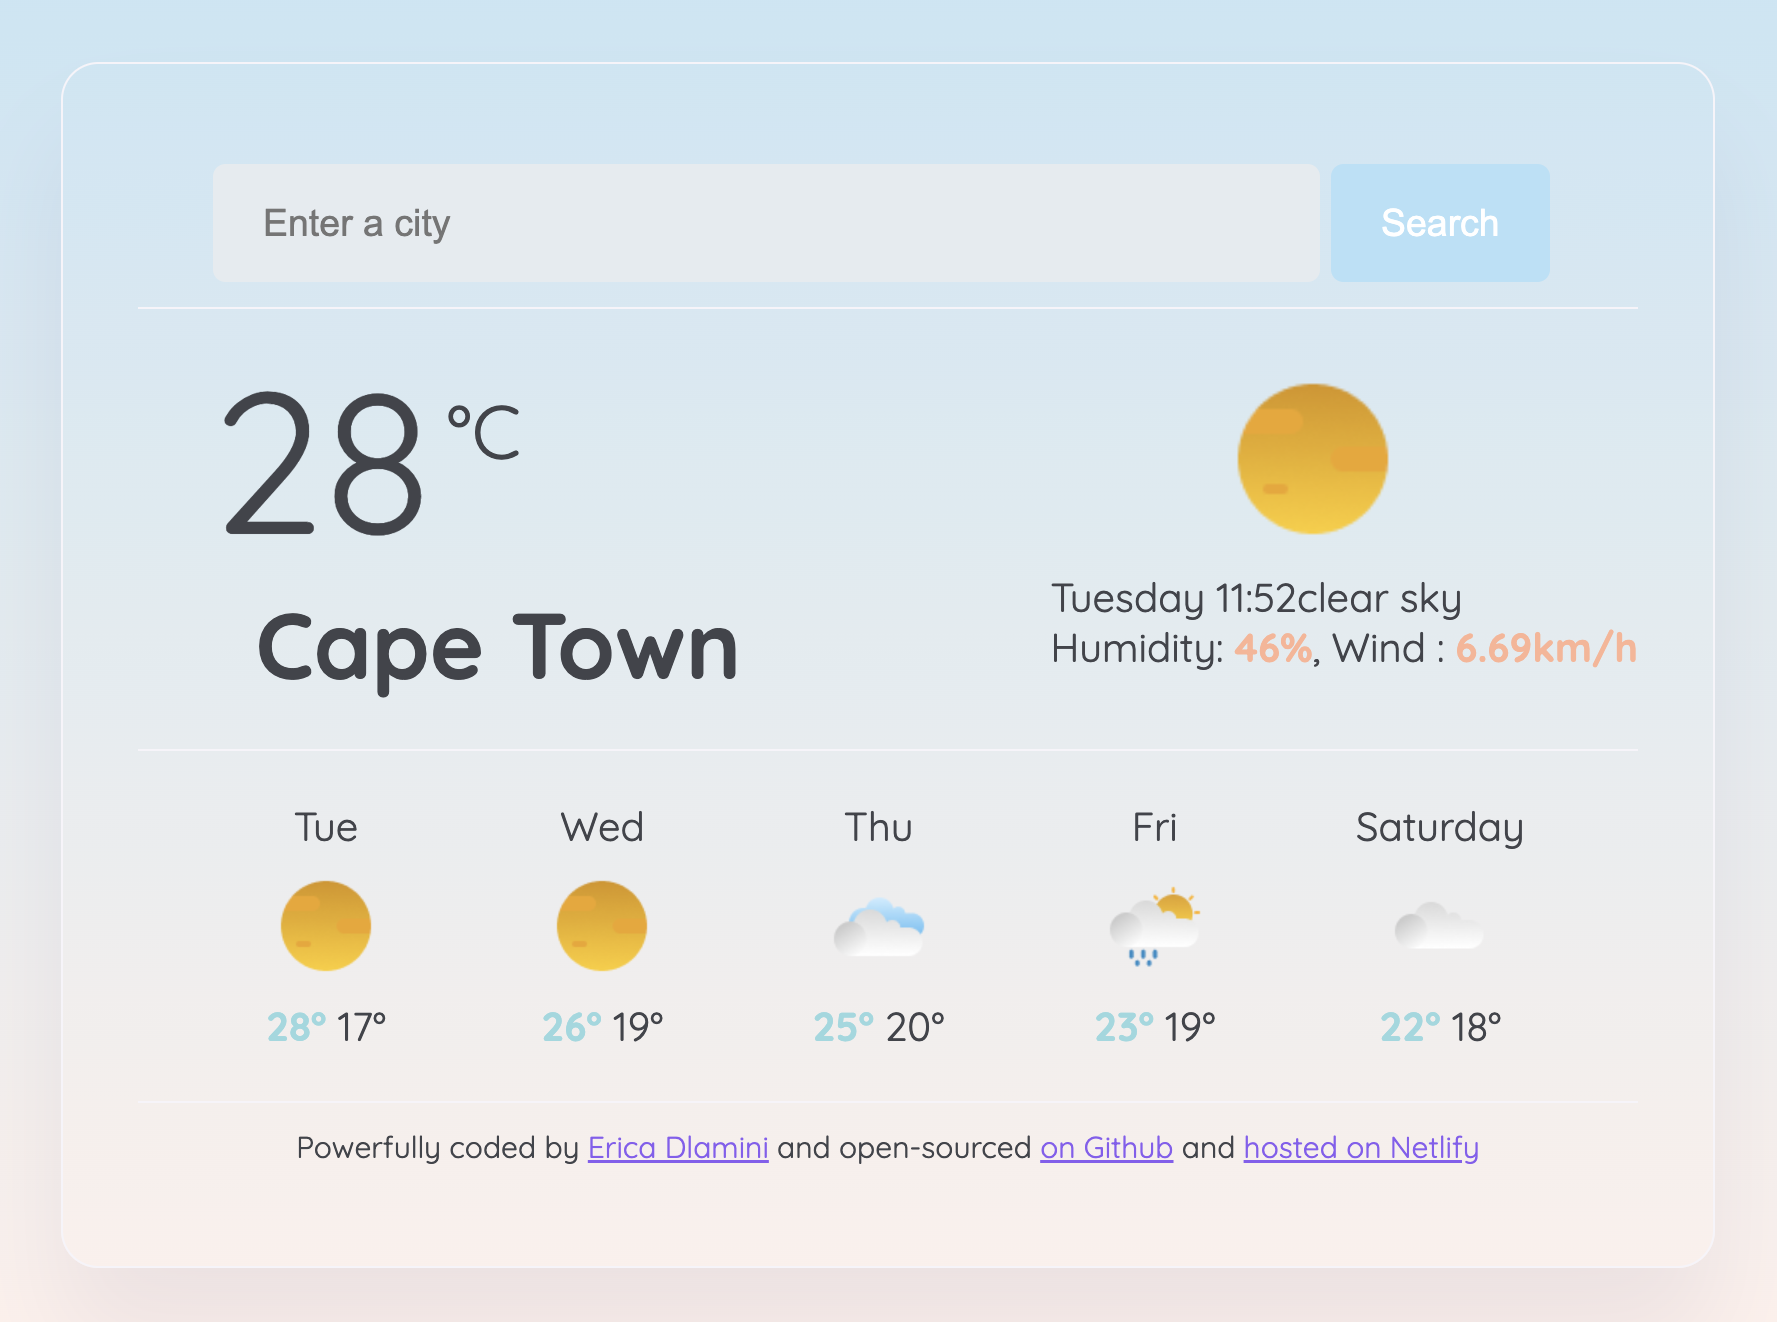 Enter a city
Search
28 °C
Cape Town
Tuesday 11:52clear sky
Humidity: 46%, Wind : 6.69km/h
Tue Wed Thu Fri Saturday
28° 17° 26° 19° 25° 20° 23° 19° 22° 18°
Powerfully coded by Erica Dlamini and open-sourced on Github and hosted on Netlify